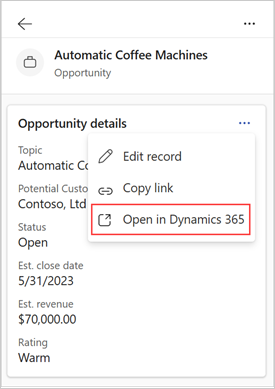 Automatic Coffee Machines
Opportunity
Opportunity details
Topic
Automatic Co
Potential Custo
Contoso, Ltd
Status
Open
Est. close date
5/31/2023
Est. revenue
$70,000.00
Rating
Warm
Edit record
Copy link
Open in Dynamics 365